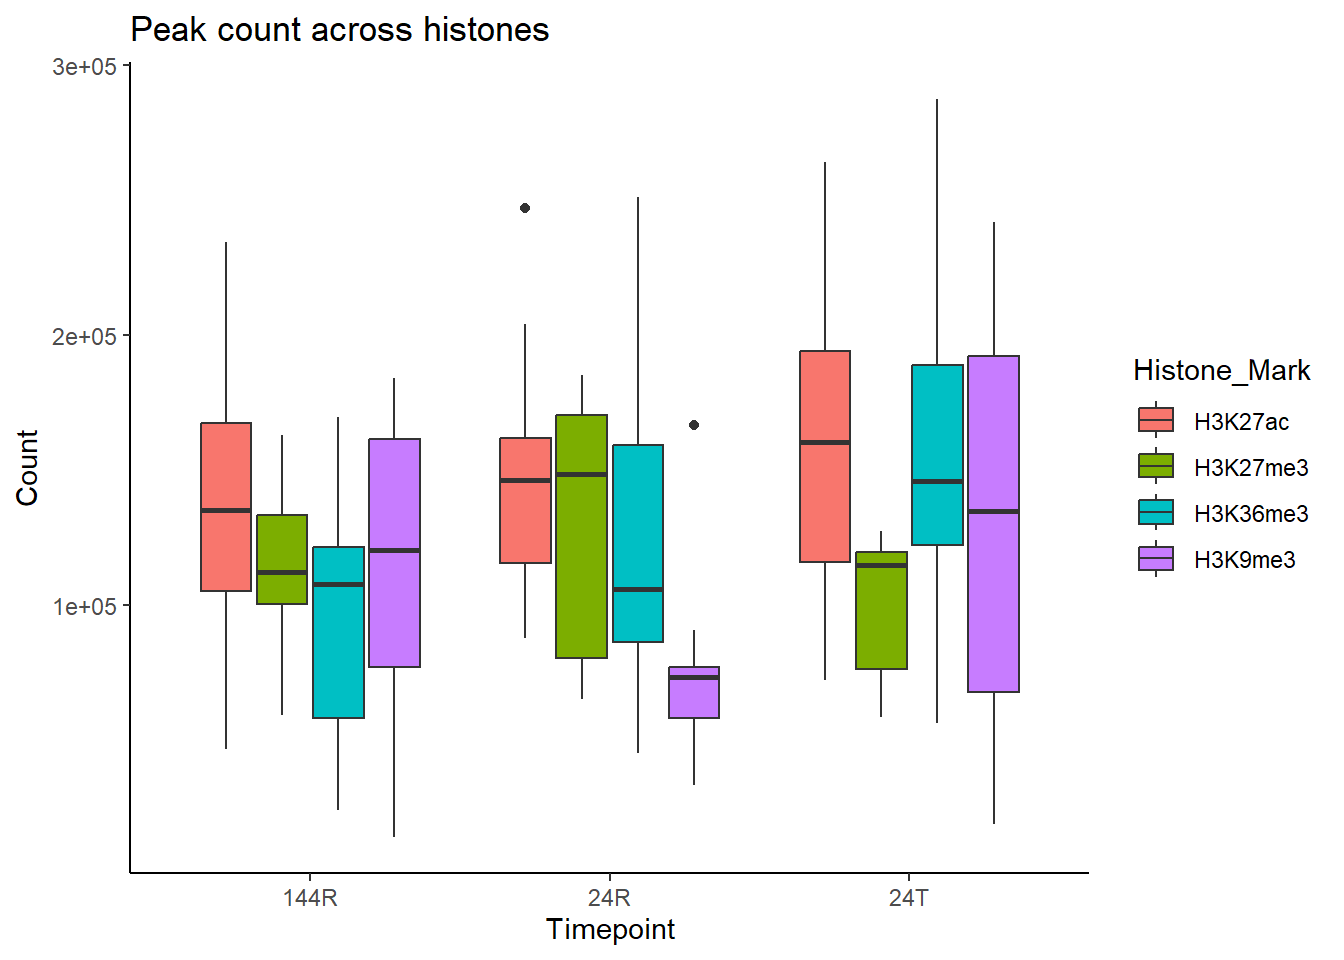 Peak count across histones
3e+05
2e+05
1e+05
Count
144R
24R
24T
Timepoint
Histone_Mark
H3K27ac
H3K27me3
H3K36me3
H3K9me3